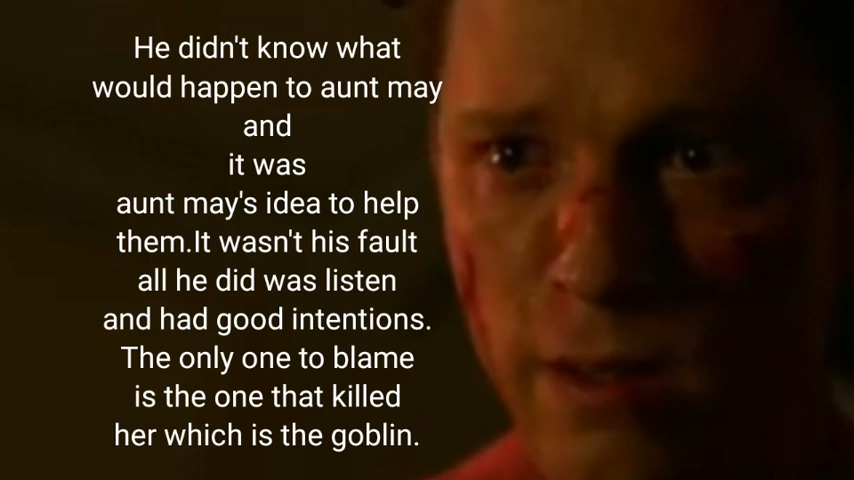 He didn't know what
would happen to aunt may
and
it was
aunt may's idea to help
them.It wasn't his fault
all he did was listen
and had good intentions.
The only one to blame
is the one that killed
her which is the goblin.